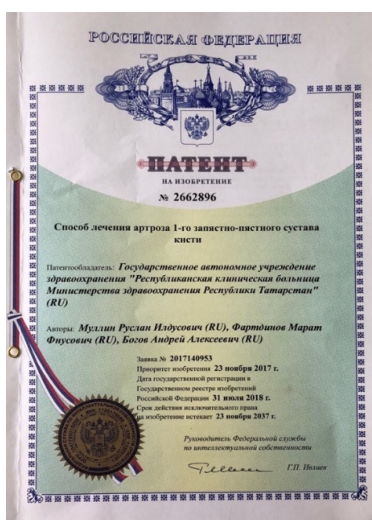 РОССИЙСКАЯ ФЕДЕРАЦИЯ
ПАТЕНТ
НА ИЗОБРЕТЕНИЕ
№ 2662896
Способ лечения артроза 1-го запястно-пястного сустава
кисти
Патентообладатель: Государственное автономное учреждение
здравоохранения "Республиканская клиническая больница
Министерства здравоохранения Республики Татарстан"
(RU)
Авторы: Муллин Руслан Илдусович (RU), Фартдинов Марат
Фнусович (RU), Богов Андрей Алексеевич (RU)
Заявка № 2017140953
Приоритет изобретения 23 ноября 2017 г.
Дата государственной регистрации в
Государственном реестре изобретений
Российской Федерации 31 июля 2018 г.
Срок действия исключительного права
на изобретение истекает 23 ноября 2037 г.
Руководитель Федеральной службы
по интеллектуальной собственности
Г.П. Ивлиев